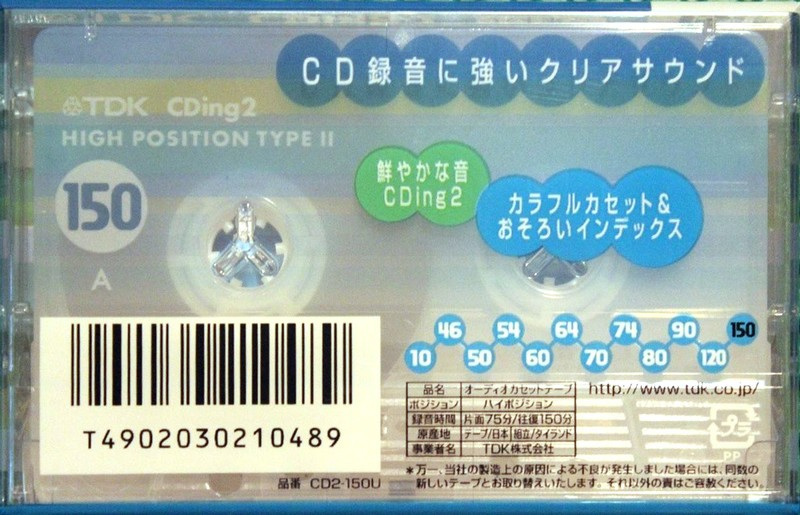 CD録音に強いクリアサウンド
TDK CDing2
HIGH POSITION TYPE II
鮮やかな音
CDing2
カラフルカセット&
おそろいインデックス
150
A
46 54 64 74 90 150
10 50 60 70 80 120
T4902030210489
品名 オーディオカセットテープ
ポジション ハイポジション
録音時間 片面75分/往復150分
原産地 テープ/日本 組立/タイランド
事業者名 TDK株式会社
http://www.tdk.co.jp/
プラ
PP
品番 CD2-150U
*万一、当社の製造上の原因による不良が発生しました場合には、同数の
新しいテープとお取り替えいたします。それ以外の責はご容赦ください。